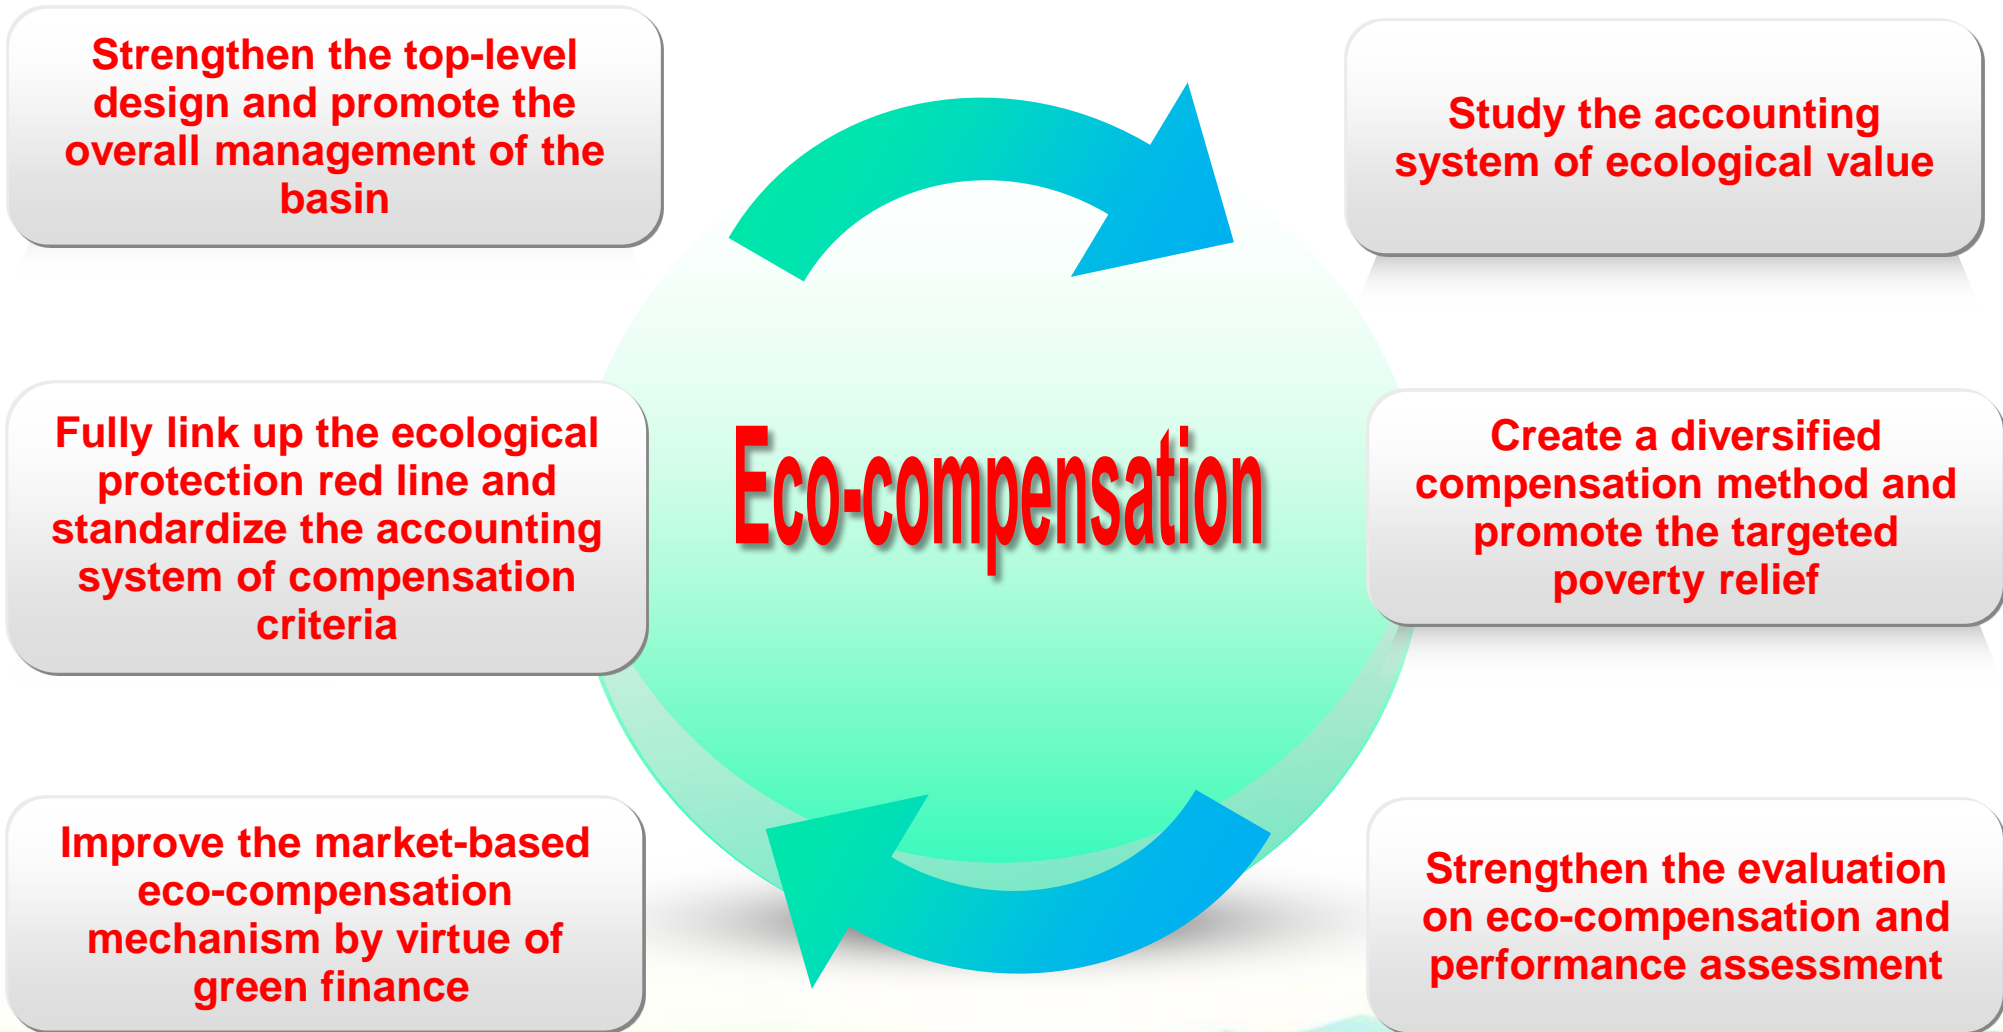 Strengthen the top-level
design and promote the
overall management of the
basin
Study the accounting
system of ecological value
Fully link up the ecological
protection red line and
standardize the accounting
system of compensation
criteria
Eco-compensation
Create a diversified
compensation method and
promote the targeted
poverty relief
Improve the market-based
eco-compensation
mechanism by virtue of
green finance
Strengthen the evaluation
on eco-compensation and
performance assessment